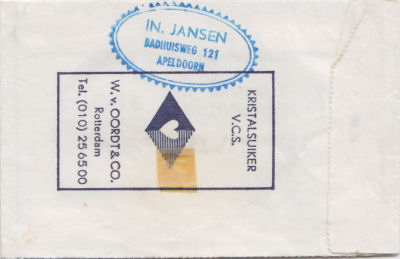 IN. JANSEN
BADHUISWEG 121
APELDOORN
KRISTALSUIKER
V.C.S.
W. v. OORDT & CO.
Rotterdam
Tel. (010) 25 65 00